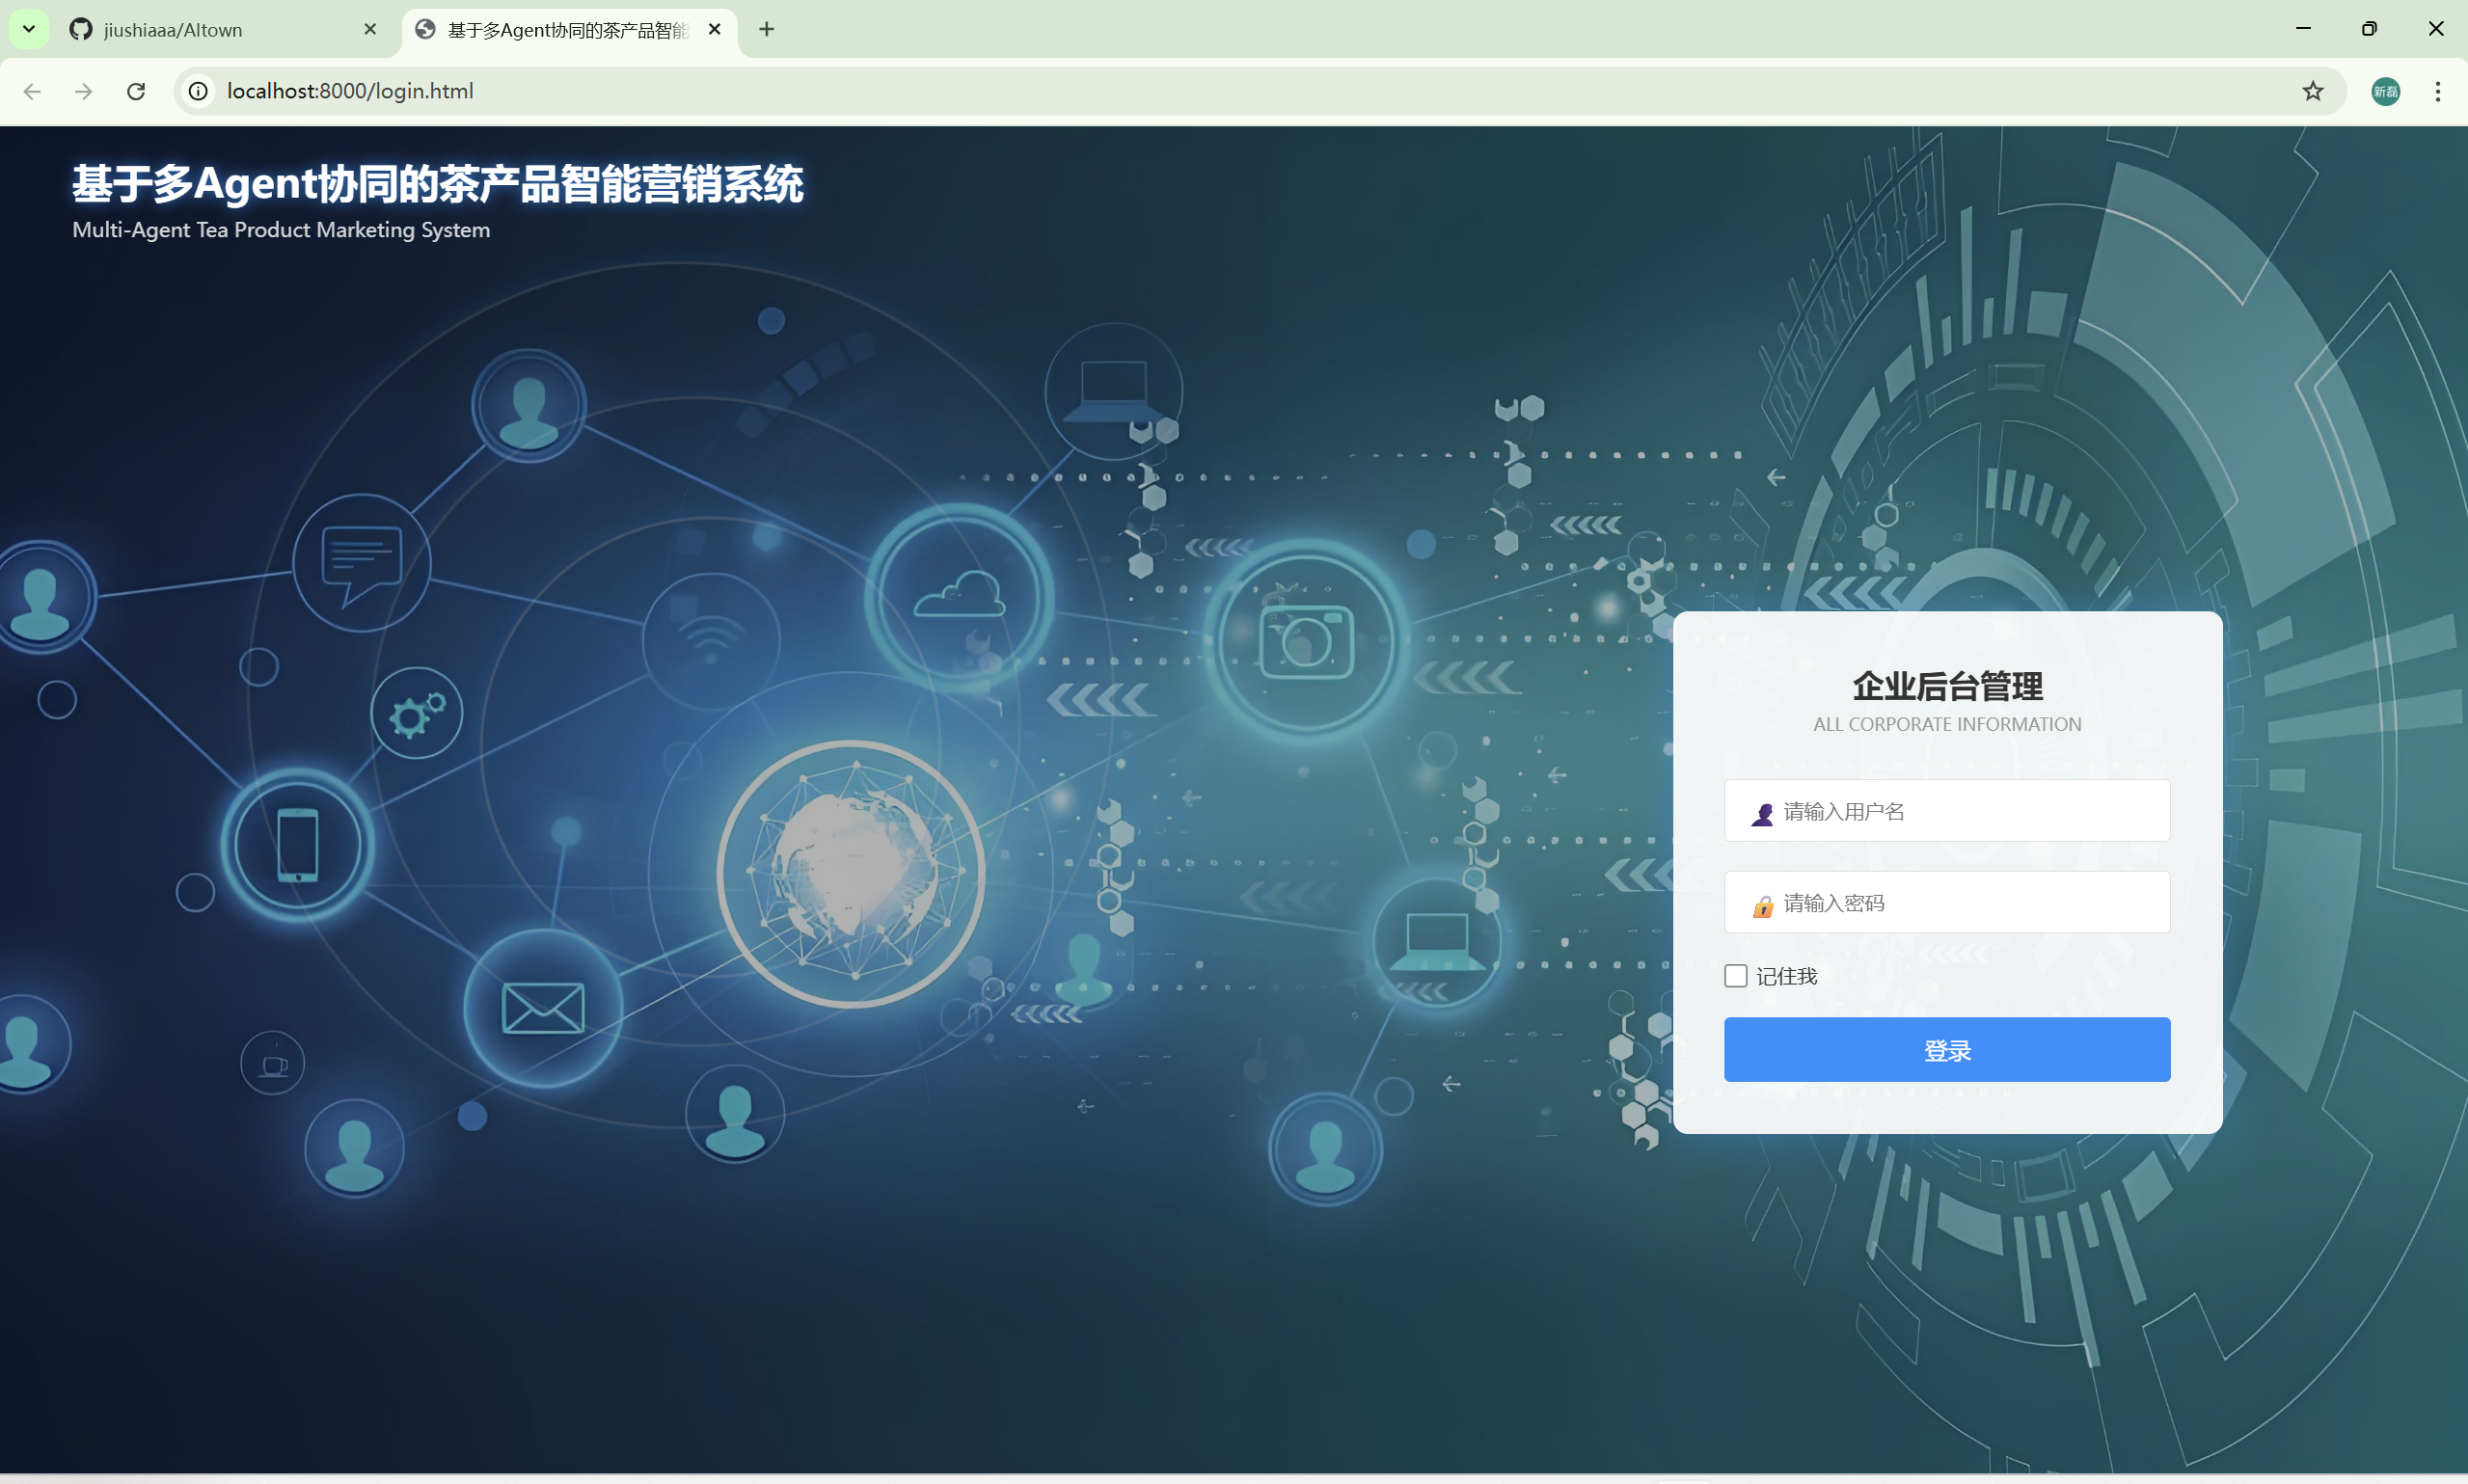 jiushiaaa/AItown
基于多Agent协同的茶产品智能
localhost:8000/login.html
新磊
基于多Agent协同的茶产品智能营销系统
Multi-Agent Tea Product Marketing System
企业后台管理
ALL CORPORATE INFORMATION
请输入用户名
请输入密码
记住我
登录